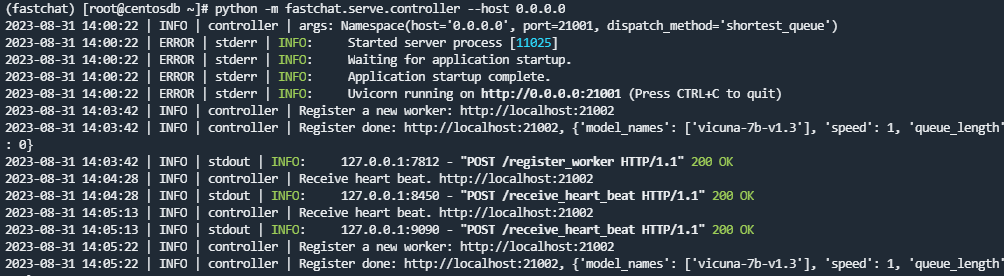 (fastchat) [root@centosdb ~]# python -m fastchat.serve.controller --host 0.0.0.0
2023-08-31 14:00:22 | INFO | controller | args: Namespace(host='0.0.0.0', port=21001, dispatch_method='shortest_queue')
2023-08-31 14:00:22 | ERROR | stderr | INFO:     Started server process [11025]
2023-08-31 14:00:22 | ERROR | stderr | INFO:     Waiting for application startup.
2023-08-31 14:00:22 | ERROR | stderr | INFO:     Application startup complete.
2023-08-31 14:00:22 | ERROR | stderr | INFO:     Uvicorn running on http://0.0.0.0:21001 (Press CTRL+C to quit)
2023-08-31 14:03:42 | INFO | controller | Register a new worker: http://localhost:21002
2023-08-31 14:03:42 | INFO | controller | Register done: http://localhost:21002, {'model_names': ['vicuna-7b-v1.3'], 'speed': 1, 'queue_length'
: 0}
2023-08-31 14:03:42 | INFO | stdout | INFO:     127.0.0.1:7812 - "POST /register_worker HTTP/1.1" 200 OK
2023-08-31 14:04:28 | INFO | controller | Receive heart beat. http://localhost:21002
2023-08-31 14:04:28 | INFO | stdout | INFO:     127.0.0.1:8450 - "POST /receive_heart_beat HTTP/1.1" 200 OK
2023-08-31 14:05:13 | INFO | controller | Receive heart beat. http://localhost:21002
2023-08-31 14:05:13 | INFO | stdout | INFO:     127.0.0.1:9090 - "POST /receive_heart_beat HTTP/1.1" 200 OK
2023-08-31 14:05:22 | INFO | controller | Register a new worker: http://localhost:21002
2023-08-31 14:05:22 | INFO | controller | Register done: http://localhost:21002, {'model_names': ['vicuna-7b-v1.3'], 'speed': 1, 'queue_length'